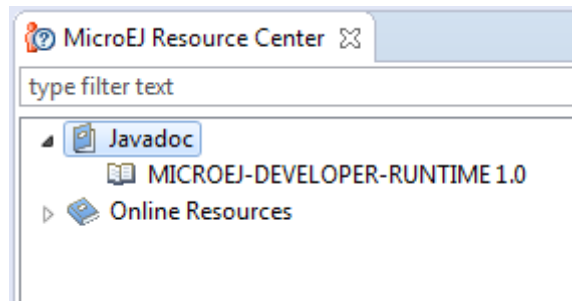 MicroEJ Resource Center
type filter text
Javadoc
MICROEJ-DEVELOPER-RUNTIME 1.0
Online Resources